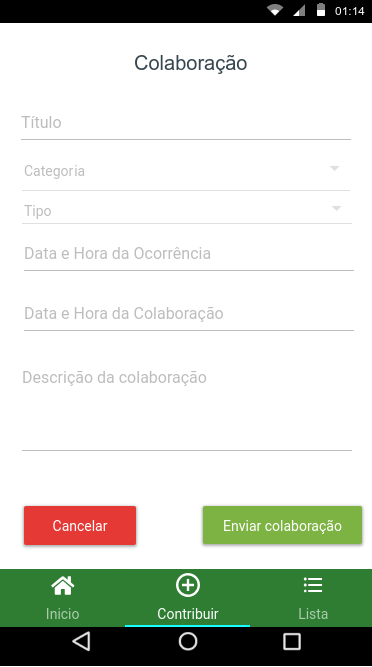 01:14
Colaboração
Título
Categoria
Tipo
Data e Hora da Ocorrência
Data e Hora da Colaboração
Descrição da colaboração
Cancelar
Enviar colaboração
Inicio
Contribuir
Lista